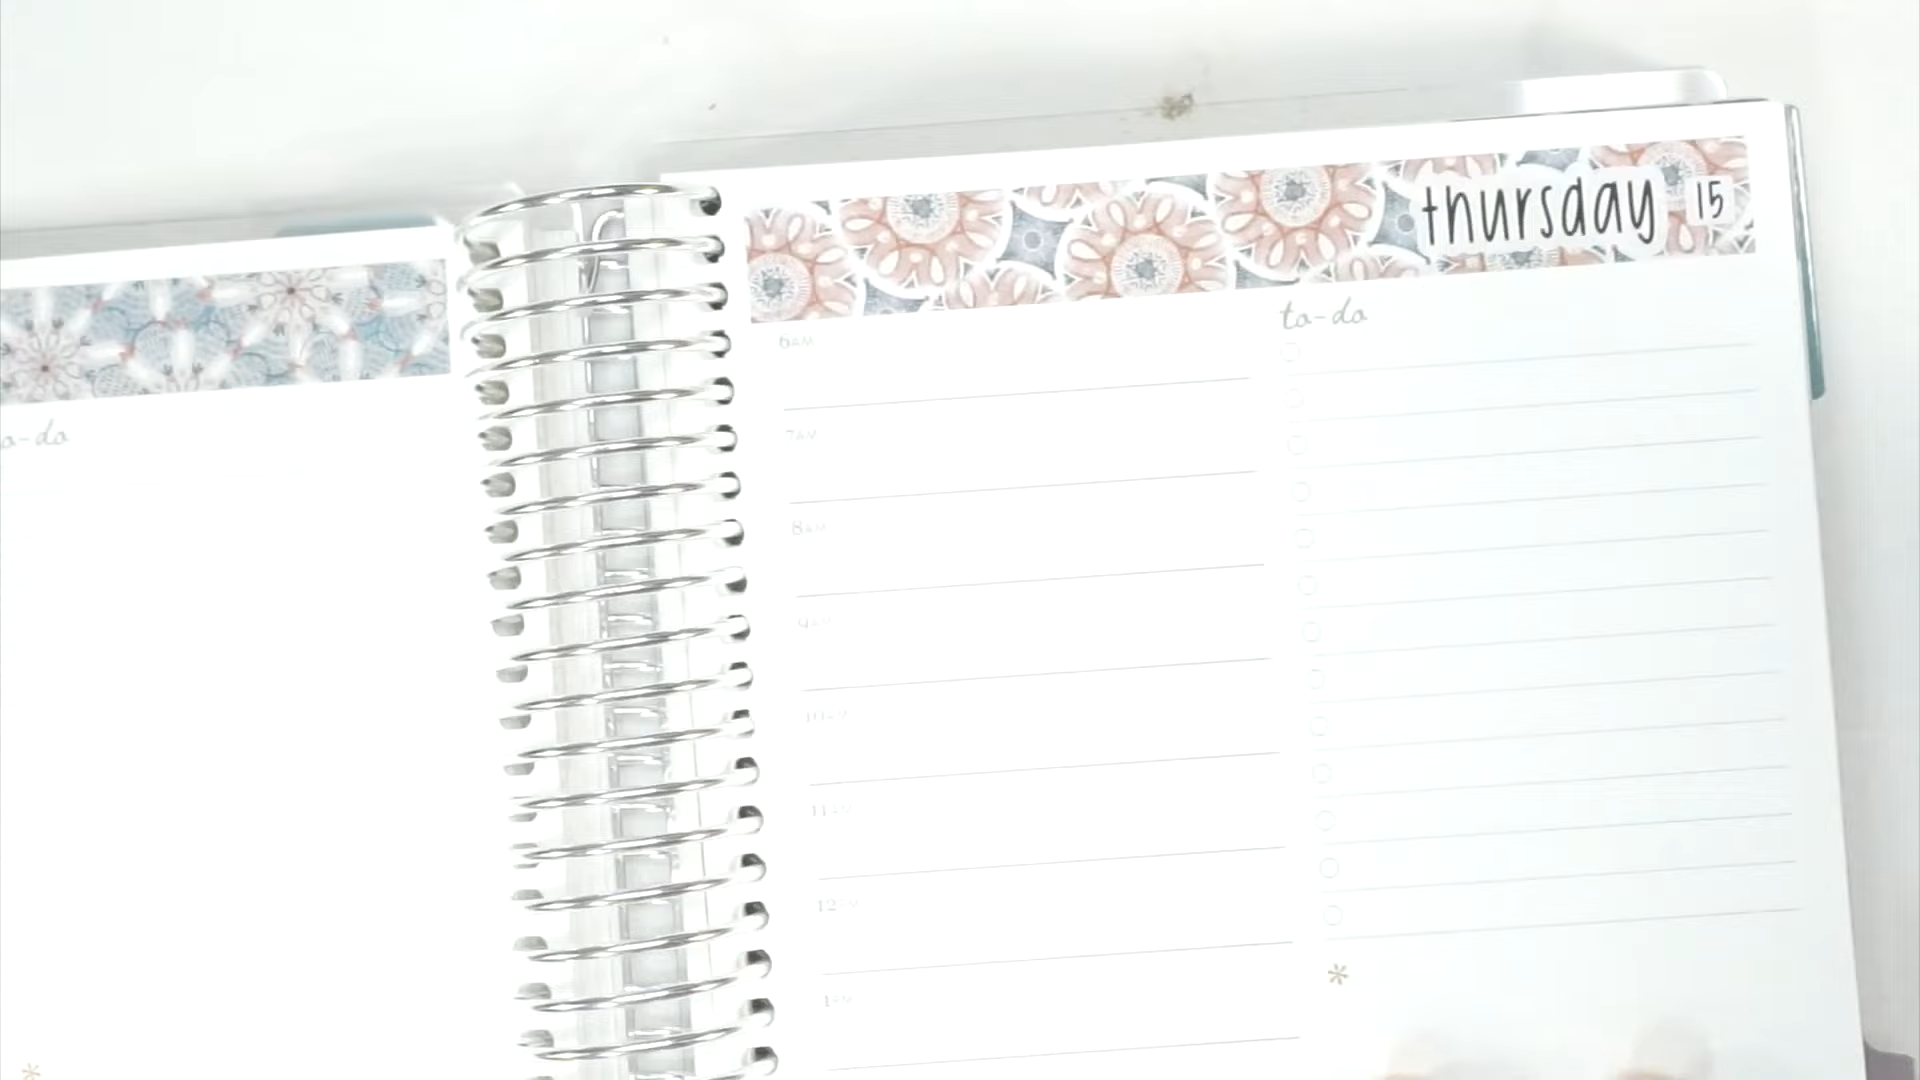 thursday 15
to-do
6AM
7AM
8AM
9AM
10AM
11AM
12PM
1PM
o-do
*
*